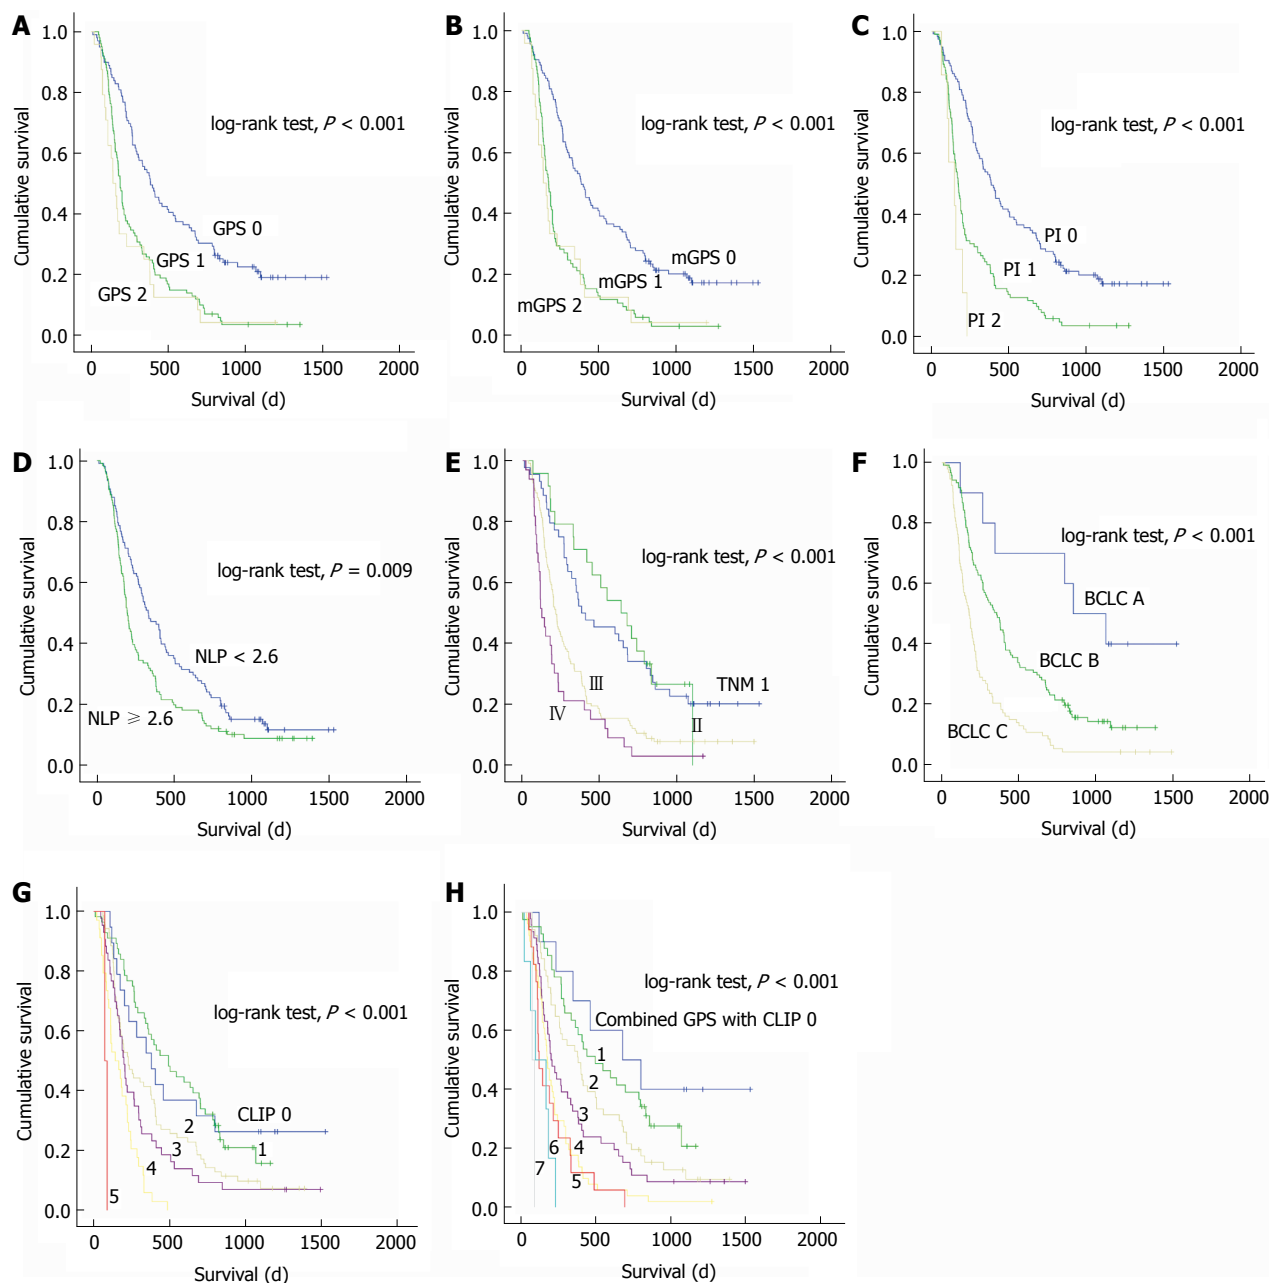 A
1.0
0.8
0.6
0.4
0.2
0.0
Cumulative survival
log-rank test, P < 0.001
GPS 0
GPS 1
GPS 2
0 500 1000 1500 2000
Survival (d)
B
1.0
0.8
0.6
0.4
0.2
0.0
Cumulative survival
log-rank test, P < 0.001
mGPS 0
mGPS 1
mGPS 2
0 500 1000 1500 2000
Survival (d)
C
1.0
0.8
0.6
0.4
0.2
0.0
Cumulative survival
log-rank test, P < 0.001
PI 0
PI 1
PI 2
0 500 1000 1500 2000
Survival (d)
D
1.0
0.8
0.6
0.4
0.2
0.0
Cumulative survival
log-rank test, P = 0.009
NLP < 2.6
NLP ⩾ 2.6
0 500 1000 1500 2000
Survival (d)
E
1.0
0.8
0.6
0.4
0.2
0.0
Cumulative survival
log-rank test, P < 0.001
Ⅲ
TNM 1
Ⅳ
Ⅱ
0 500 1000 1500 2000
Survival (d)
F
1.0
0.8
0.6
0.4
0.2
0.0
Cumulative survival
log-rank test, P < 0.001
BCLC A
BCLC B
BCLC C
0 500 1000 1500 2000
Survival (d)
G
1.0
0.8
0.6
0.4
0.2
0.0
Cumulative survival
log-rank test, P < 0.001
CLIP 0
2
3
1
4
5
0 500 1000 1500 2000
Survival (d)
H
1.0
0.8
0.6
0.4
0.2
0.0
Cumulative survival
log-rank test, P < 0.001
Combined GPS with CLIP 0
1
2
3
6 4
7 5
0 500 1000 1500 2000
Survival (d)